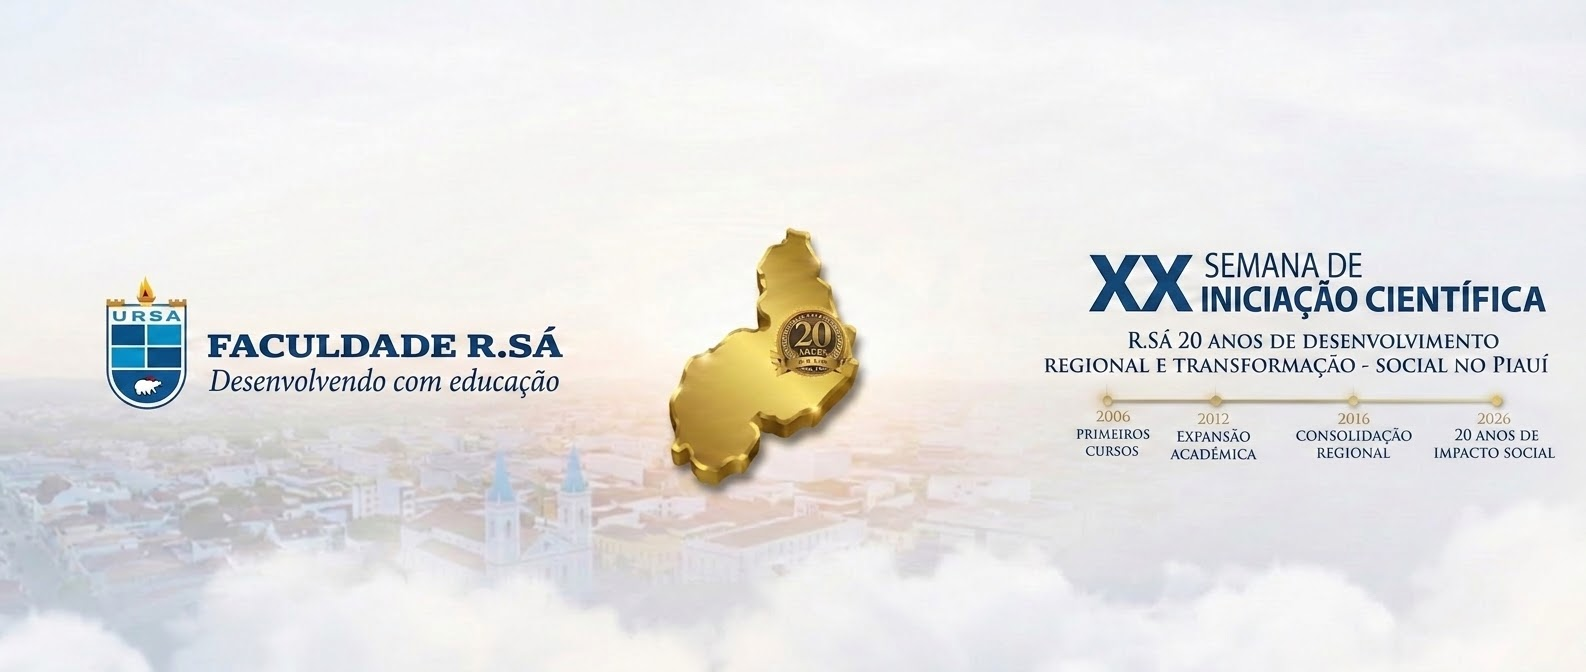 URSA
FACULDADE R.SÁ
Desenvolvendo com educação
20
XX SEMANA DE
INICIAÇÃO CIENTÍFICA
R.SÁ 20 ANOS DE DESENVOLVIMENTO
REGIONAL E TRANSFORMAÇÃO - SOCIAL NO PIAUÍ
2006
PRIMEIROS
CURSOS
2012
EXPANSÃO
ACADÉMICA
2016
CONSOLIDAÇÃO
REGIONAL
2026
20 ANOS DE
IMPACTO SOCIAL